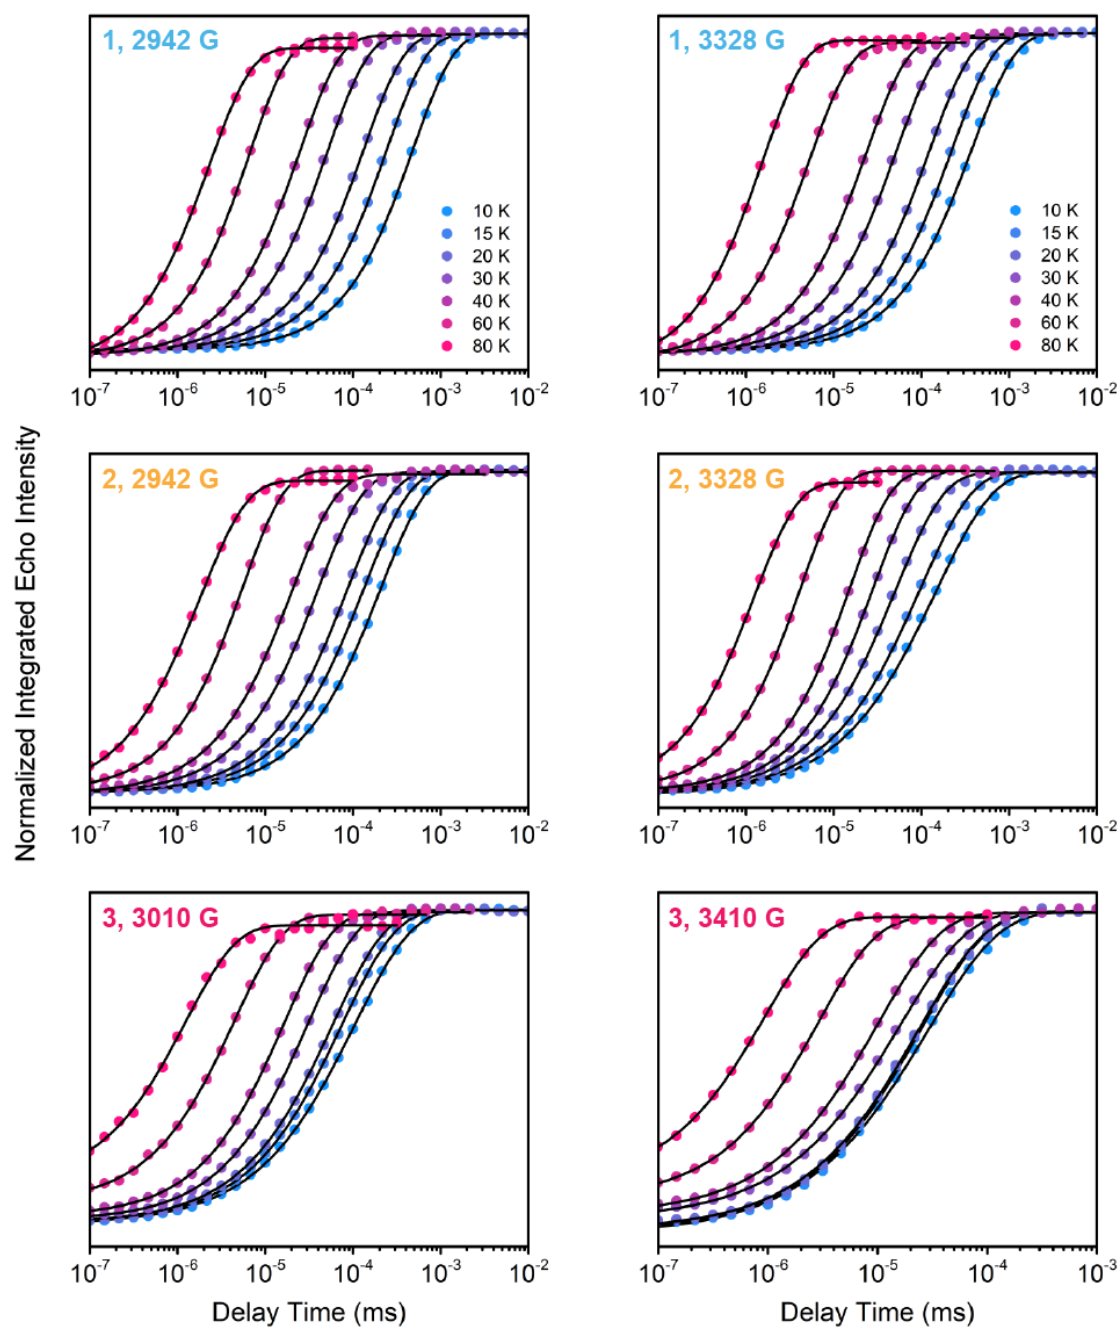 Normalized Integrated Echo Intensity
1, 2942 G
10 K
15 K
20 K
30 K
40 K
60 K
80 K
10⁻⁷ 10⁻⁶ 10⁻⁵ 10⁻⁴ 10⁻³ 10⁻²
1, 3328 G
10 K
15 K
20 K
30 K
40 K
60 K
80 K
10⁻⁷ 10⁻⁶ 10⁻⁵ 10⁻⁴ 10⁻³ 10⁻²
2, 2942 G
10⁻⁷ 10⁻⁶ 10⁻⁵ 10⁻⁴ 10⁻³ 10⁻²
2, 3328 G
10⁻⁷ 10⁻⁶ 10⁻⁵ 10⁻⁴ 10⁻³ 10⁻²
3, 3010 G
10⁻⁷ 10⁻⁶ 10⁻⁵ 10⁻⁴ 10⁻³ 10⁻²
Delay Time (ms)
3, 3410 G
10⁻⁷ 10⁻⁶ 10⁻⁵ 10⁻⁴ 10⁻³
Delay Time (ms)